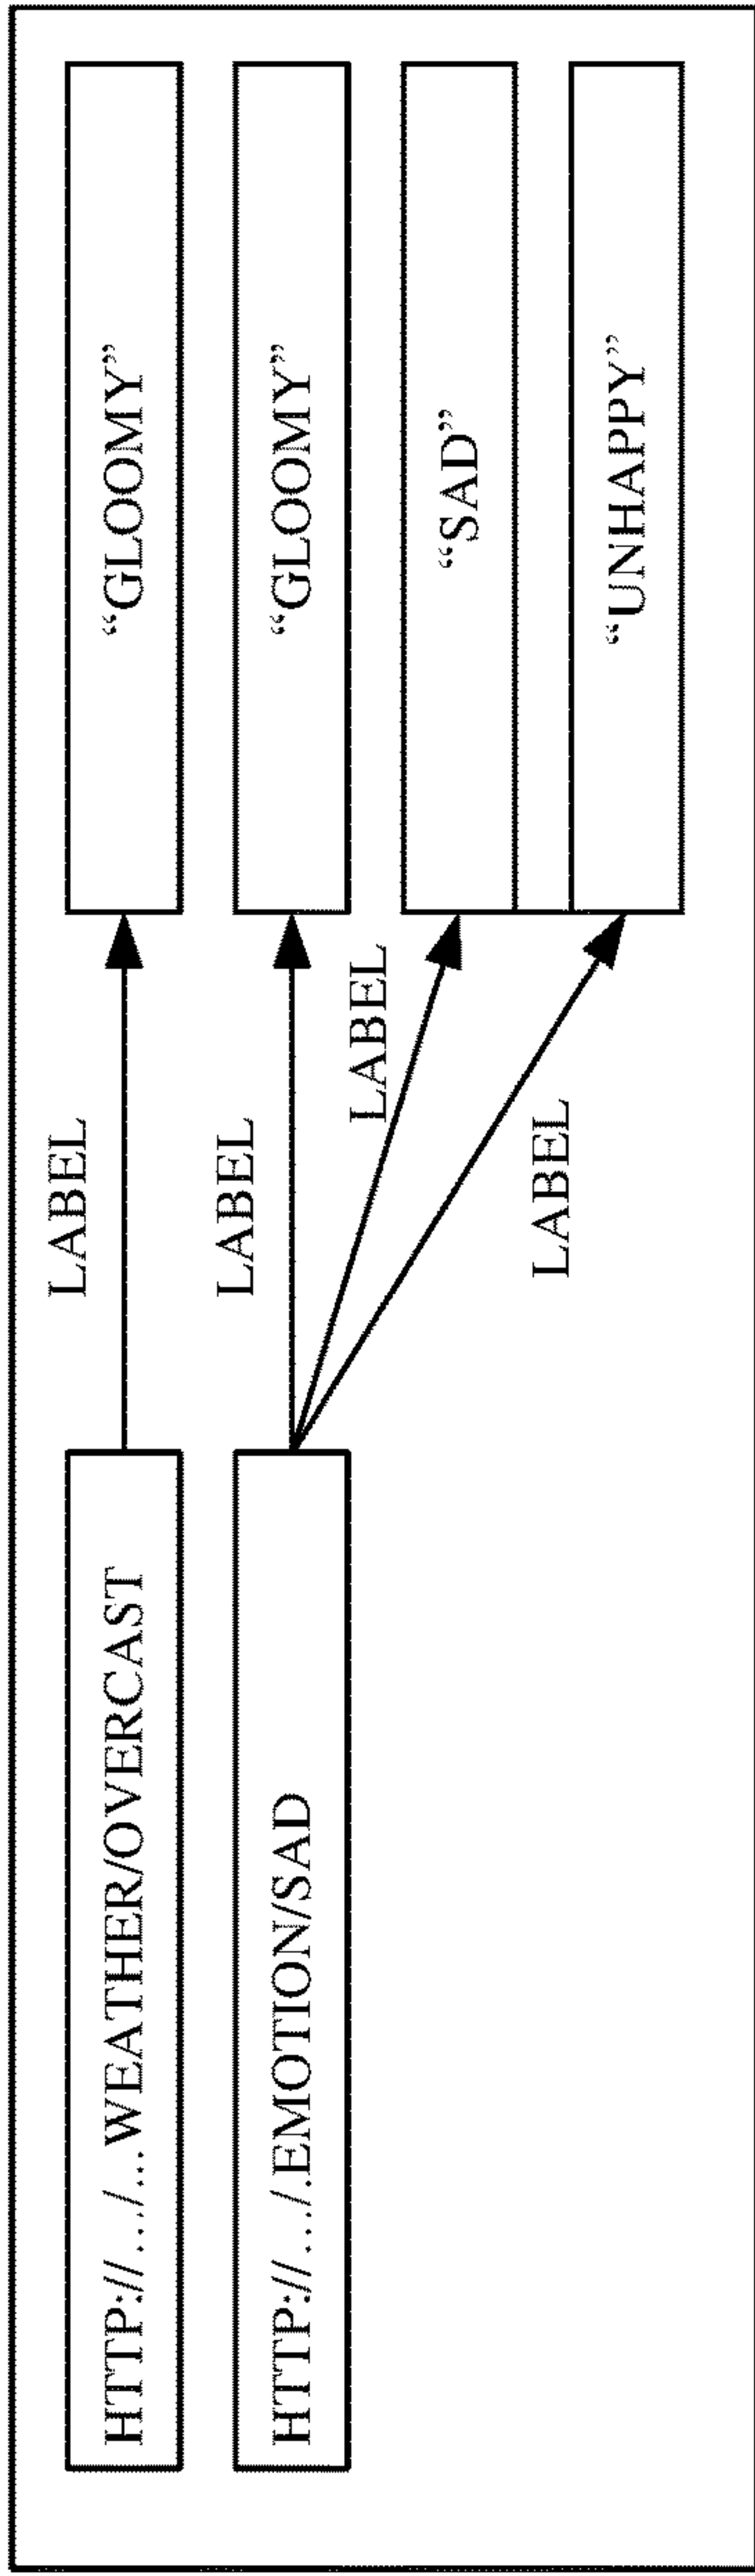 HTTP://…/…WEATHER/OVERCAST
LABEL
“GLOOMY”
HTTP://…/.EMOTION/SAD
LABEL
“GLOOMY”
LABEL
“SAD”
LABEL
“UNHAPPY”